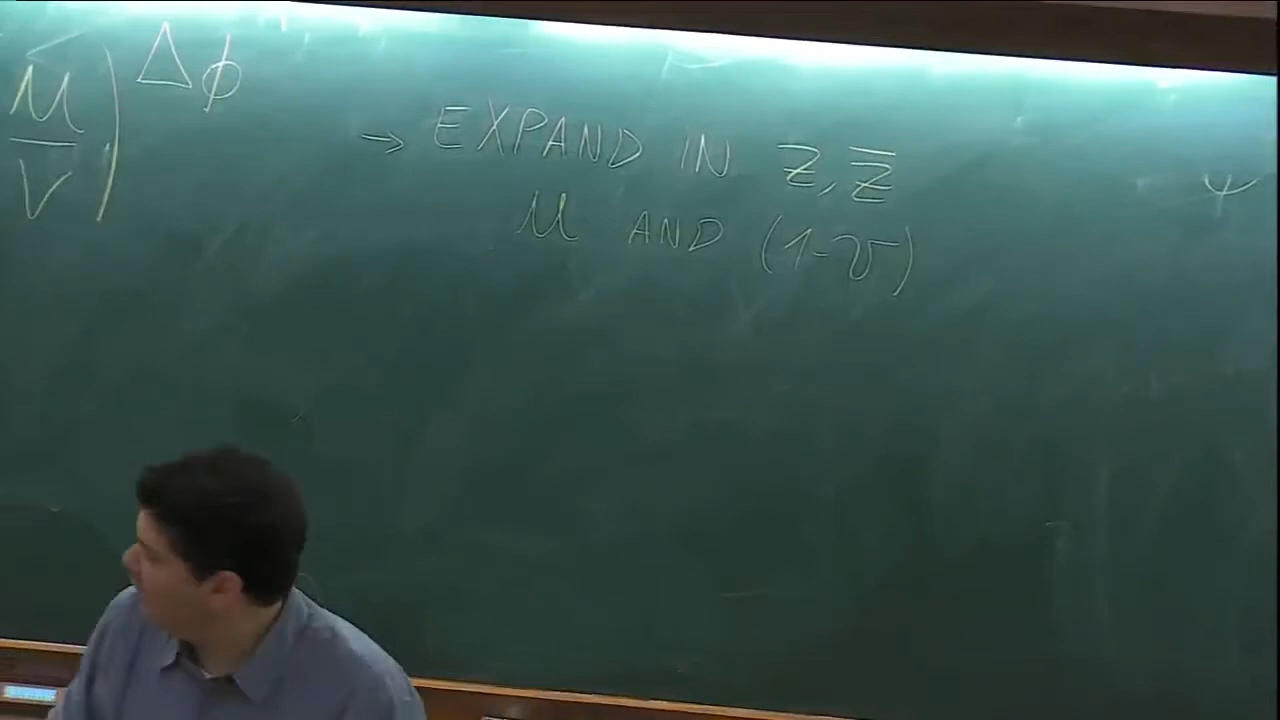 (u/v)^Δφ
→ EXPAND IN z, z̄
u AND (1-v)
ψ